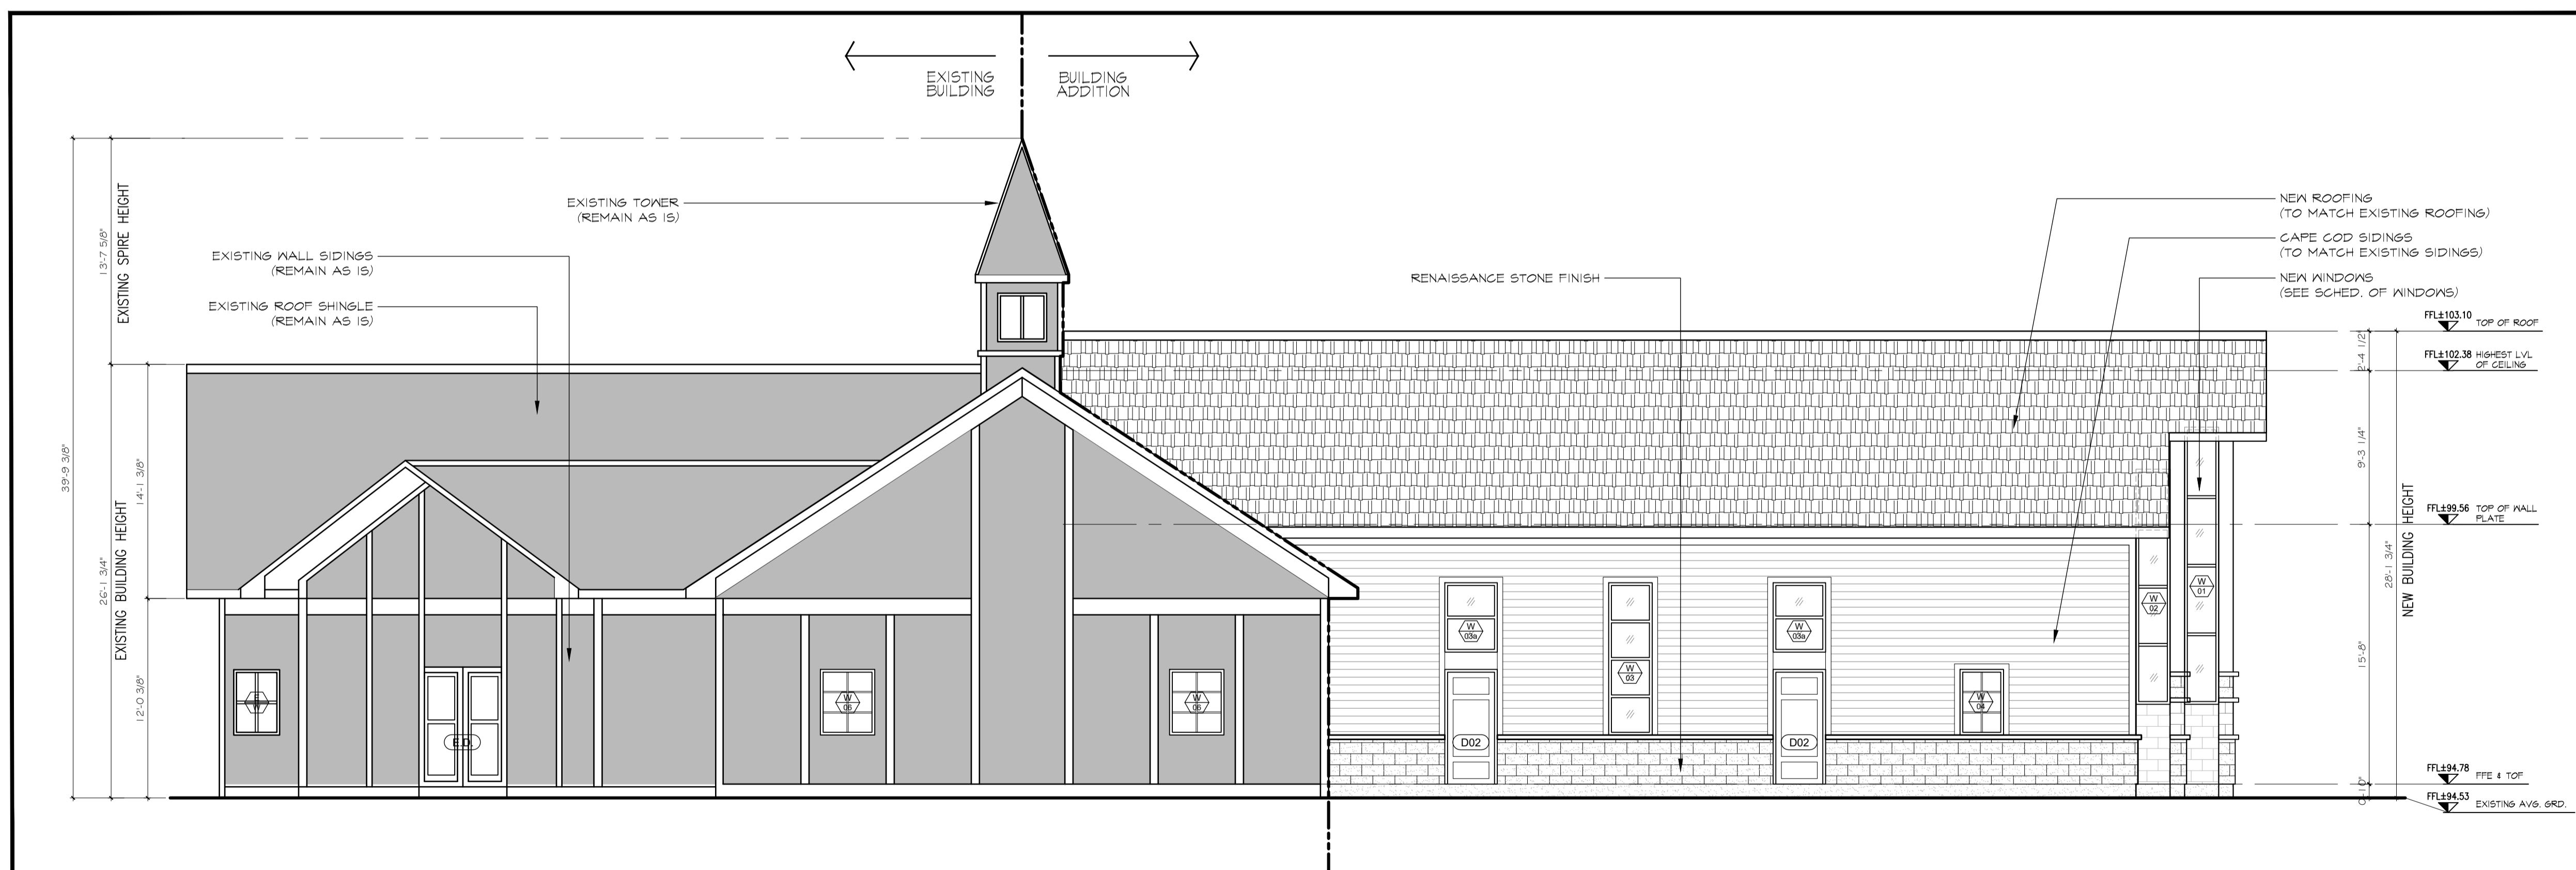 EXISTING
BUILDING
BUILDING
ADDITION
EXISTING TOWER
(REMAIN AS IS)
EXISTING WALL SIDINGS
(REMAIN AS IS)
EXISTING ROOF SHINGLE
(REMAIN AS IS)
RENAISSANCE STONE FINISH
NEW ROOFING
(TO MATCH EXISTING ROOFING)
CAPE COD SIDINGS
(TO MATCH EXISTING SIDINGS)
NEW WINDOWS
(SEE SCHED. OF WINDOWS)
39'-9 3/8"
13'-7 5/8"
EXISTING SPIRE HEIGHT
26'-1 3/4"
EXISTING BUILDING HEIGHT
14'-1 3/8"
12'-0 3/8"
E
W
E.D.
W
06
W
06
W
03a
D02
W
03
W
03a
D02
W
04
W
02
W
01
2'-4 1/2"
9'-3 1/4"
15'-8"
0'-10"
28'-1 3/4"
NEW BUILDING HEIGHT
FFL±103.10
TOP OF ROOF
FFL±102.38 HIGHEST LVL
OF CEILING
FFL±99.56 TOP OF WALL
PLATE
FFL±94.78
FFE & TOF
FFL±94.53
EXISTING AVG. GRD.